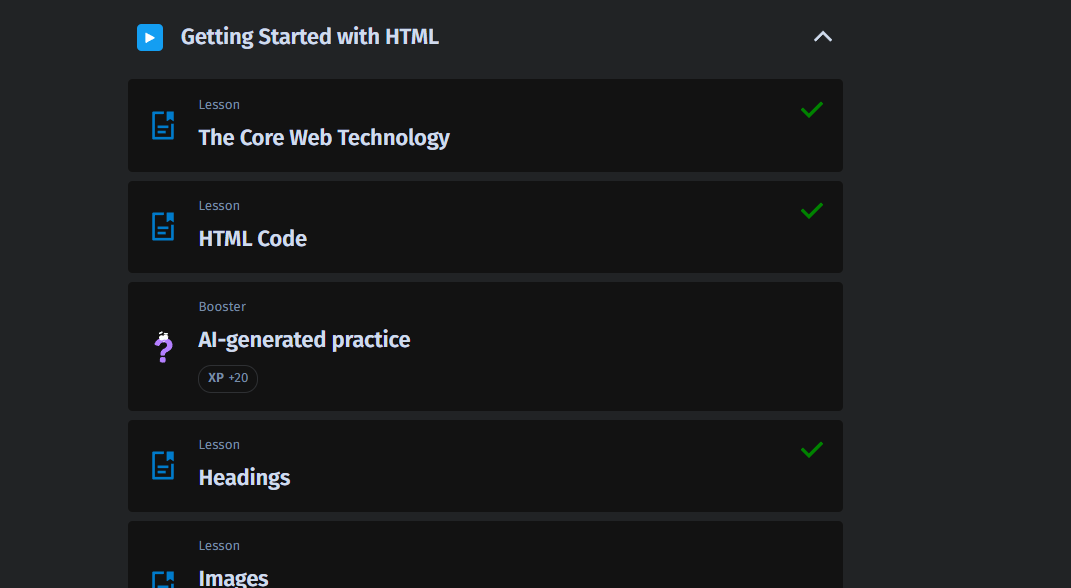 Getting Started with HTML
Lesson
The Core Web Technology
Lesson
HTML Code
Booster
AI-generated practice
XP +20
Lesson
Headings
Lesson
Images